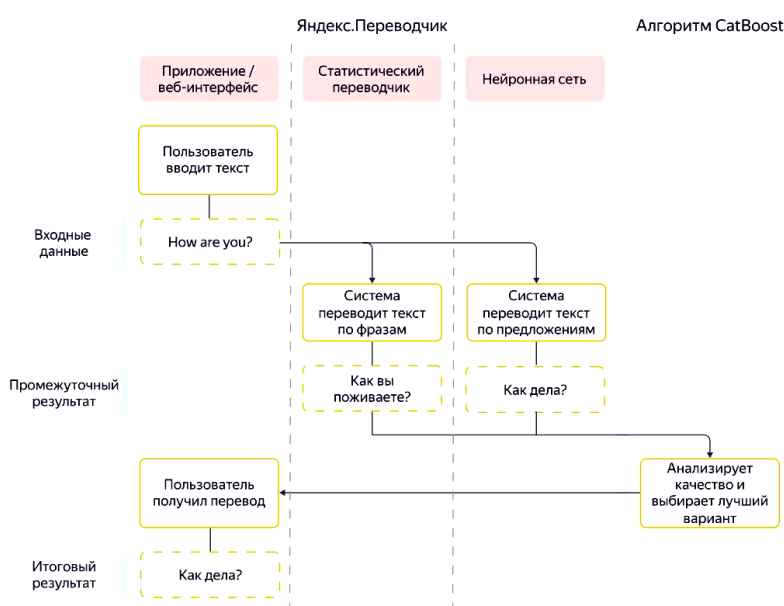 Яндекс.Переводчик
Алгоритм CatBoost
Приложение /
веб-интерфейс
Статистический
переводчик
Нейронная сеть
Пользователь
вводит текст
Входные
данные
How are you?
Система
переводит текст
по фразам
Система
переводит текст
по предложениям
Промежуточный
результат
Как вы
поживаете?
Как дела?
Пользователь
получил перевод
Анализирует
качество и
выбирает лучший
вариант
Итоговый
результат
Как дела?